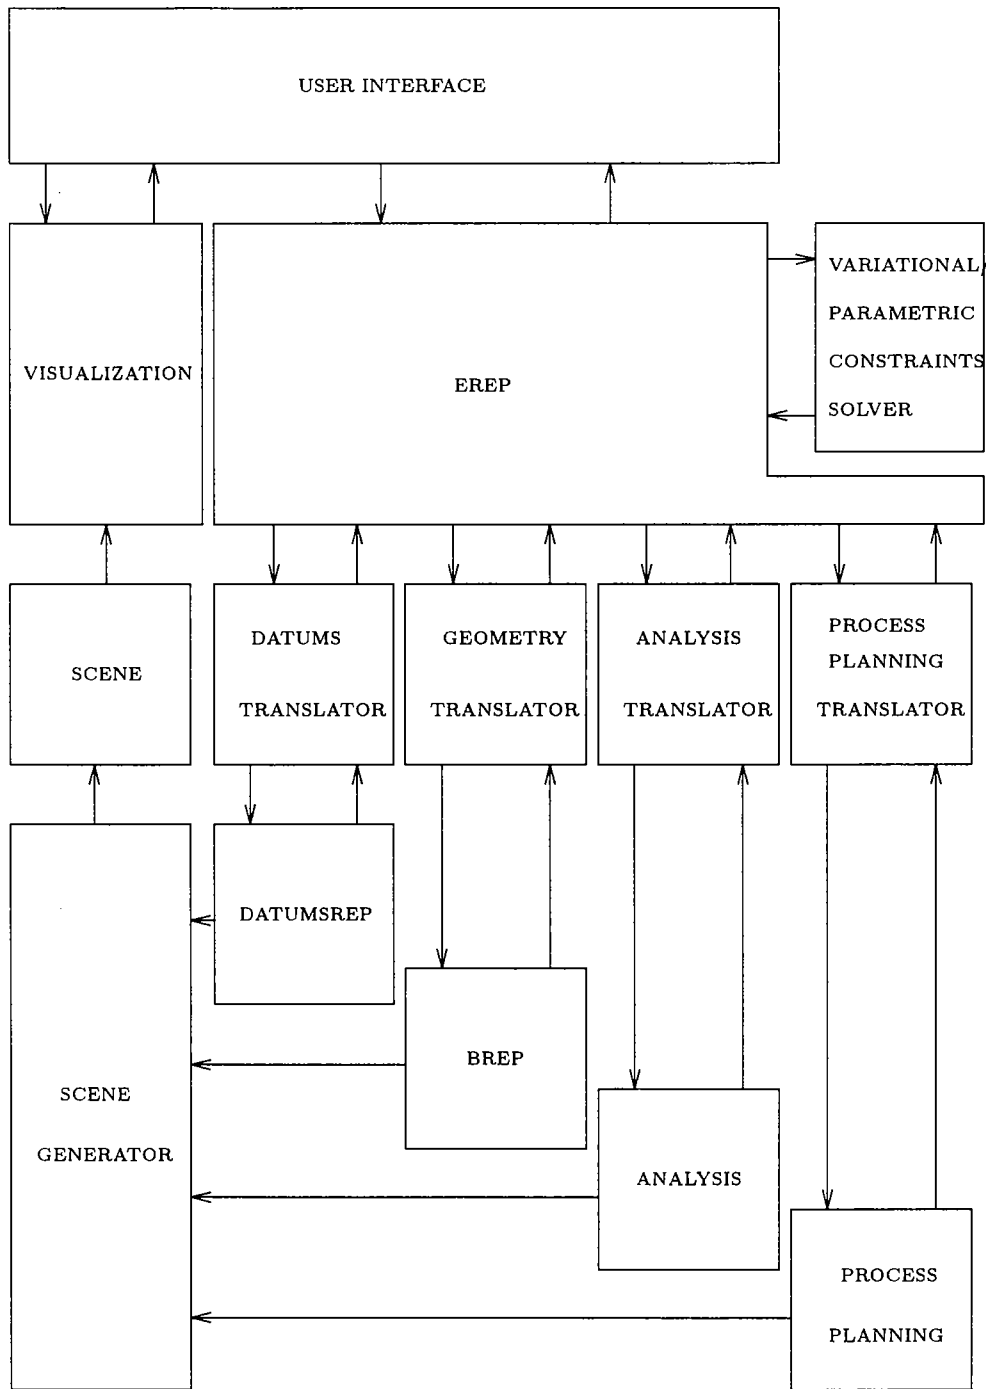 USER INTERFACE
VISUALIZATION
EREP
VARIATIONAL/
PARAMETRIC
CONSTRAINTS
SOLVER
SCENE
DATUMS
TRANSLATOR
GEOMETRY
TRANSLATOR
ANALYSIS
TRANSLATOR
PROCESS
PLANNING
TRANSLATOR
DATUMSREP
BREP
SCENE
GENERATOR
ANALYSIS
PROCESS
PLANNING